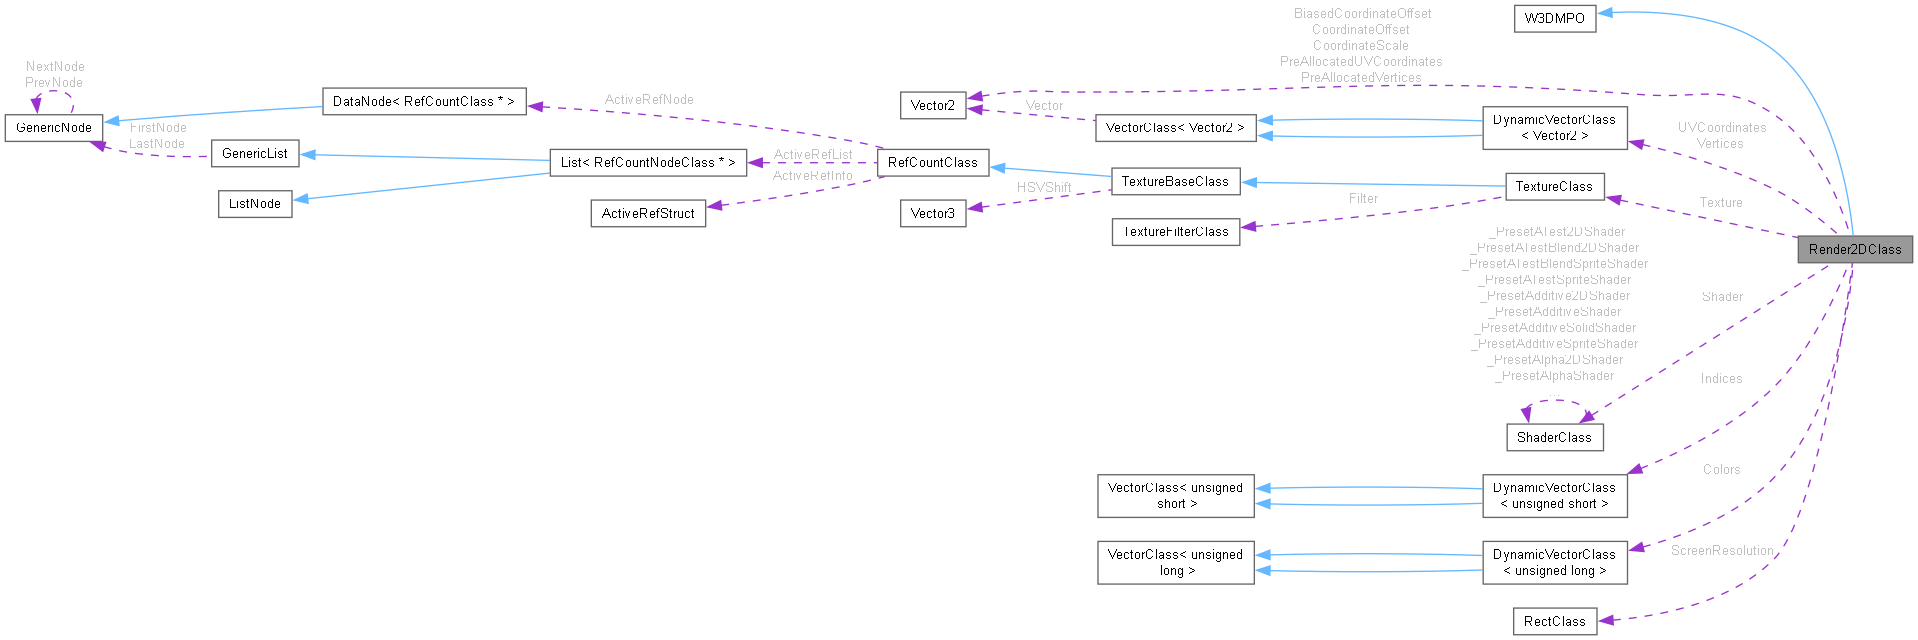 NextNode
PrevNode
GenericNode
FirstNode
LastNode
DataNode< RefCountClass * >
GenericList
ListNode
ActiveRefNode
List< RefCountNodeClass * >
ActiveRefList
ActiveRefInfo
ActiveRefStruct
RefCountClass
BiasedCoordinateOffset
CoordinateOffset
CoordinateScale
PreAllocatedUVCoordinates
PreAllocatedVertices
Vector2
Vector
VectorClass< Vector2 >
DynamicVectorClass
< Vector2 >
UVCoordinates
Vertices
W3DMPO
HSVShift
Vector3
TextureBaseClass
TextureClass
Texture
Filter
TextureFilterClass
Render2DClass
_PresetATest2DShader
_PresetATestBlend2DShader
_PresetATestBlendSpriteShader
_PresetATestSpriteShader
_PresetAdditive2DShader
_PresetAdditiveShader
_PresetAdditiveSolidShader
_PresetAdditiveSpriteShader
_PresetAlpha2DShader
_PresetAlphaShader
...
Shader
ShaderClass
Indices
VectorClass< unsigned
short >
DynamicVectorClass
< unsigned short >
Colors
VectorClass< unsigned
long >
DynamicVectorClass
< unsigned long >
ScreenResolution
RectClass